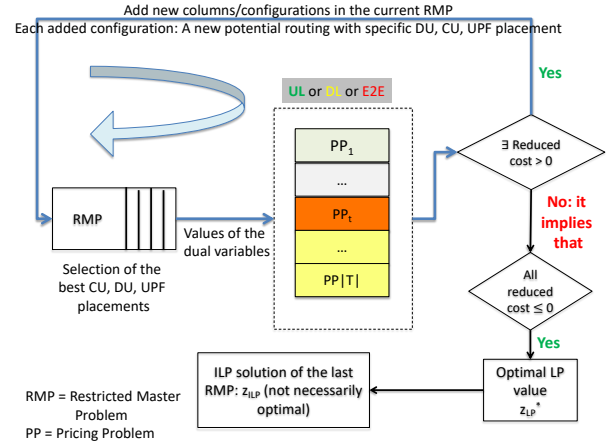 Add new columns/configurations in the current RMP
Each added configuration: A new potential routing with specific DU, CU, UPF placement
Yes
UL or DL or E2E
PP1
...
PPt
...
PP|T|
∃ Reduced
cost > 0
RMP
Values of the
dual variables
Selection of the
best CU, DU, UPF
placements
No: it
implies
that
All
reduced
cost ≤ 0
Yes
ILP solution of the last
RMP: zILP (not necessarily
optimal)
Optimal LP
value
zLP*
RMP = Restricted Master
Problem
PP = Pricing Problem